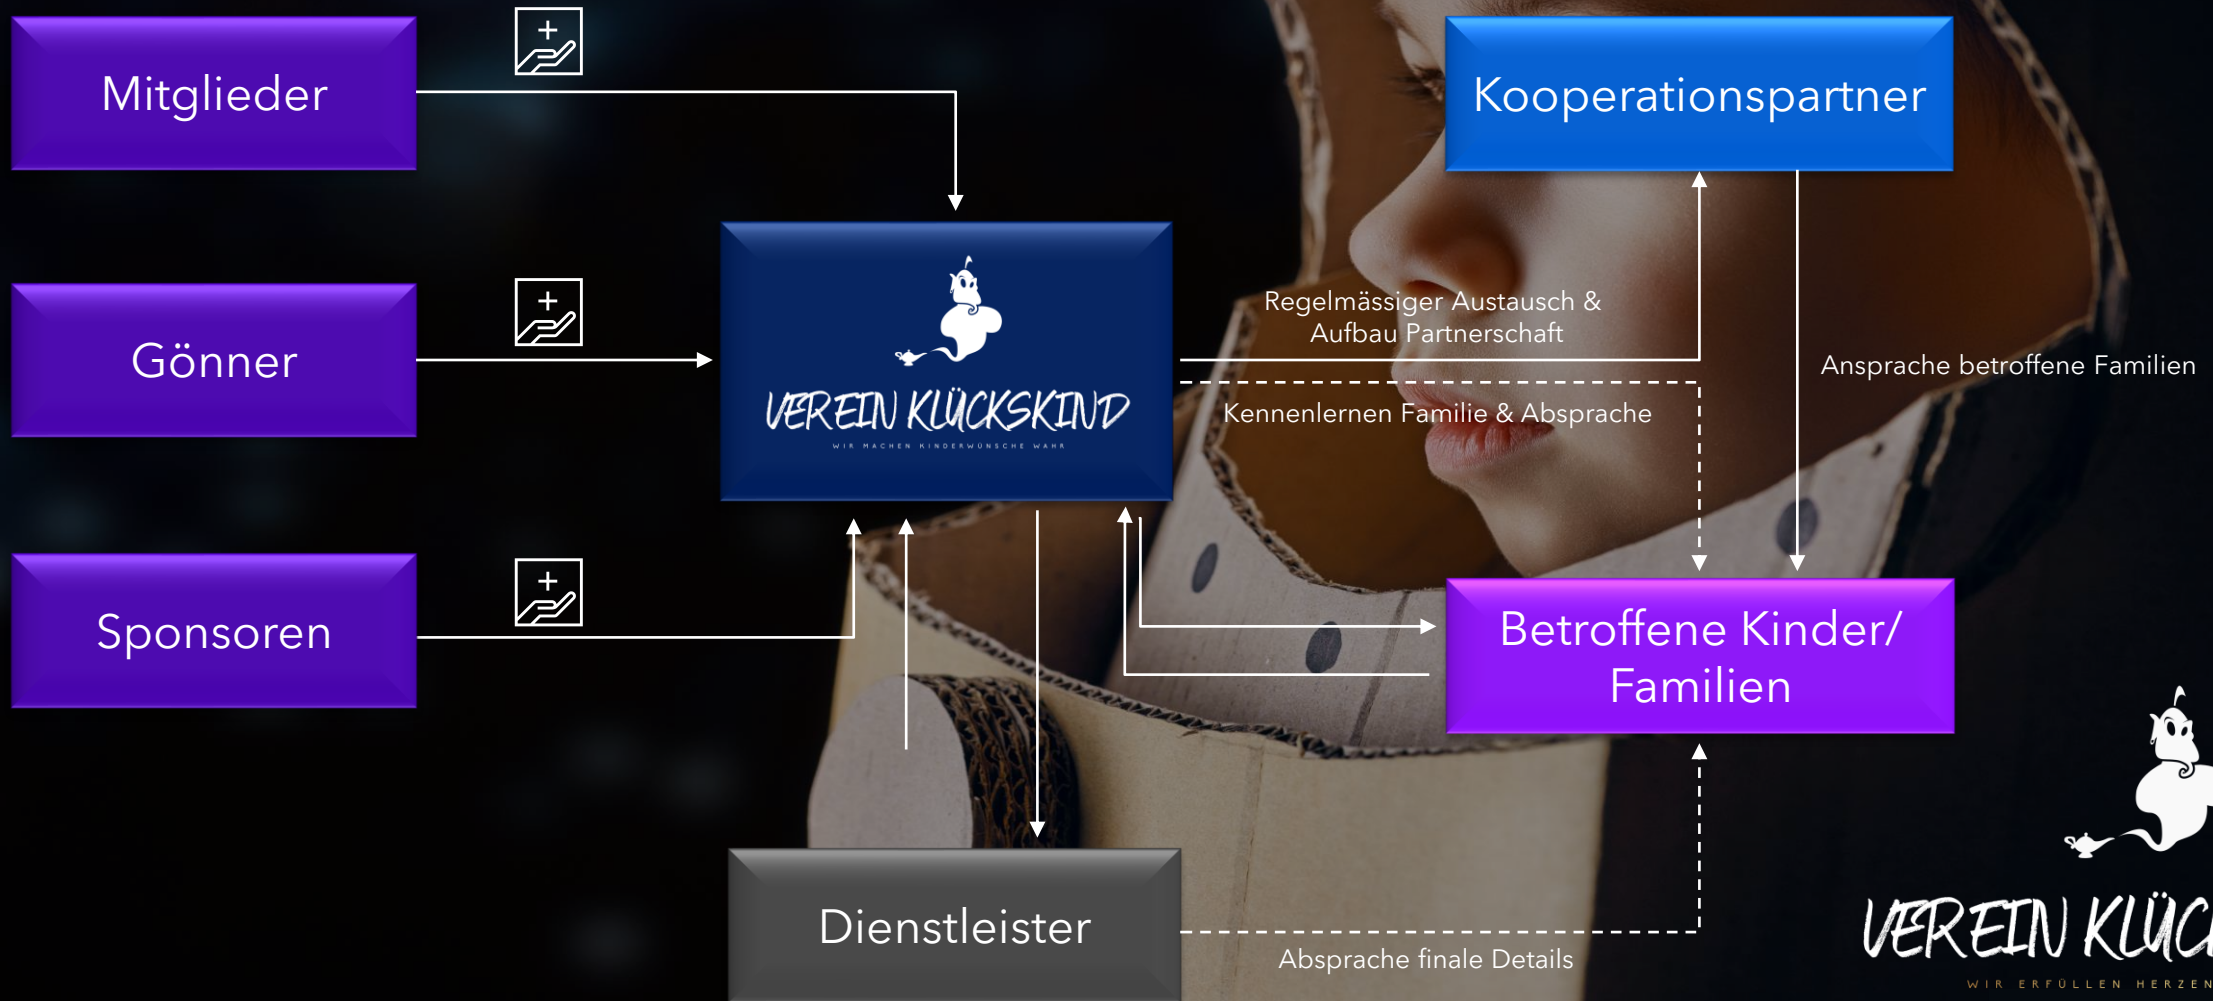 Mitglieder
Kooperationspartner
Gönner
VEREIN KLÜCKSKIND
WIR MACHEN KINDERWÜNSCHE WAHR
Regelmässiger Austausch &
Aufbau Partnerschaft
Ansprache betroffene Familien
Kennenlernen Familie & Absprache
Sponsoren
Betroffene Kinder/
Familien
Dienstleister
Absprache finale Details
VEREIN
WIR ERFÜLLEN